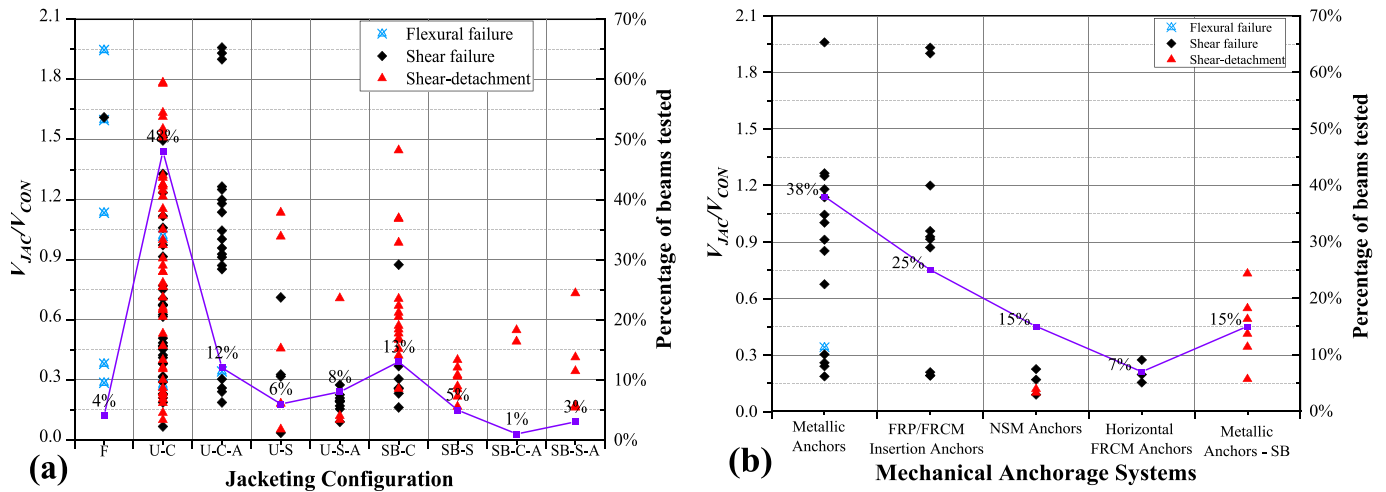 2.1
1.8
1.5
1.2
0.9
0.6
0.3
0.0
V_JAC/V_CON
Flexural failure
Shear failure
Shear-detachment
4%
48%
12%
6%
8%
13%
5%
1%
3%
70%
60%
50%
40%
30%
20%
10%
0%
Percentage of beams tested
F U-C U-C-A U-S U-S-A SB-C SB-S SB-C-A SB-S-A
(a) Jacketing Configuration
2.1
1.8
1.5
1.2
0.9
0.6
0.3
0.0
V_JAC/V_CON
Flexural failure
Shear failure
Shear-detachment
38%
25%
15%
7%
15%
70%
60%
50%
40%
30%
20%
10%
0%
Percentage of beams tested
Metallic
Anchors
FRP/FRCM
Insertion Anchors
NSM Anchors
Horizontal
FRCM Anchors
Metallic
Anchors - SB
(b) Mechanical Anchorage Systems